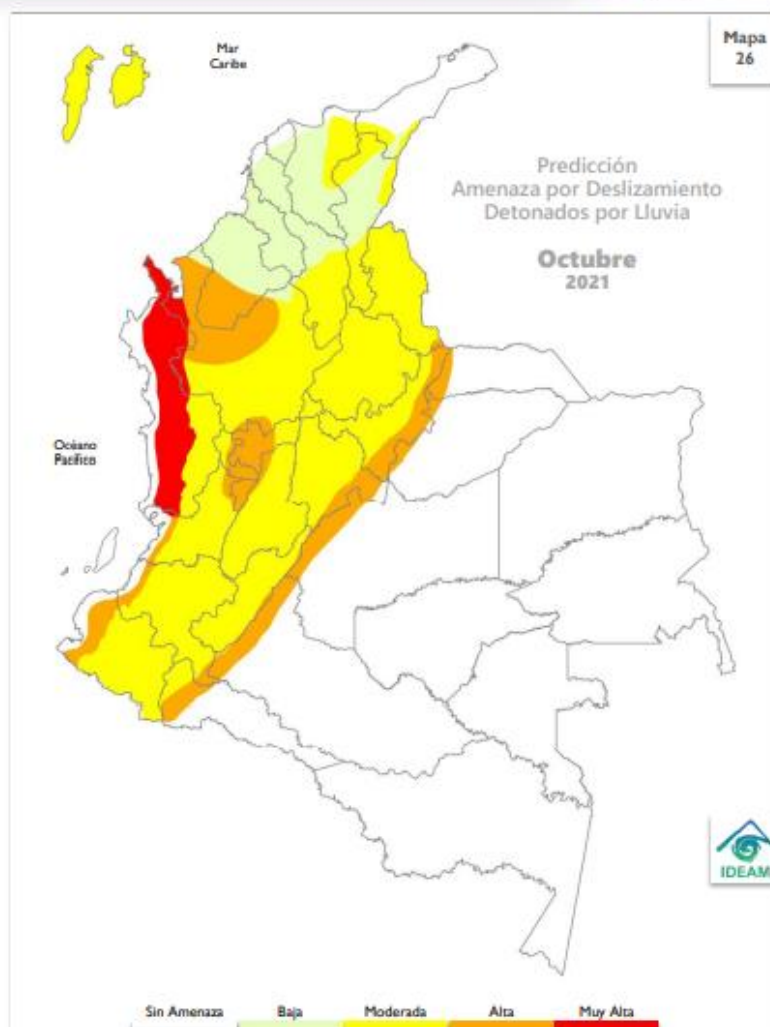 Mapa
26
Mar
Caribe
Predicción
Amenaza por Deslizamiento
Detonados por Lluvia
Octubre
2021
Océano
Pacífico
IDEAM
Sin Amenaza Baja Moderada Alta Muy Alta